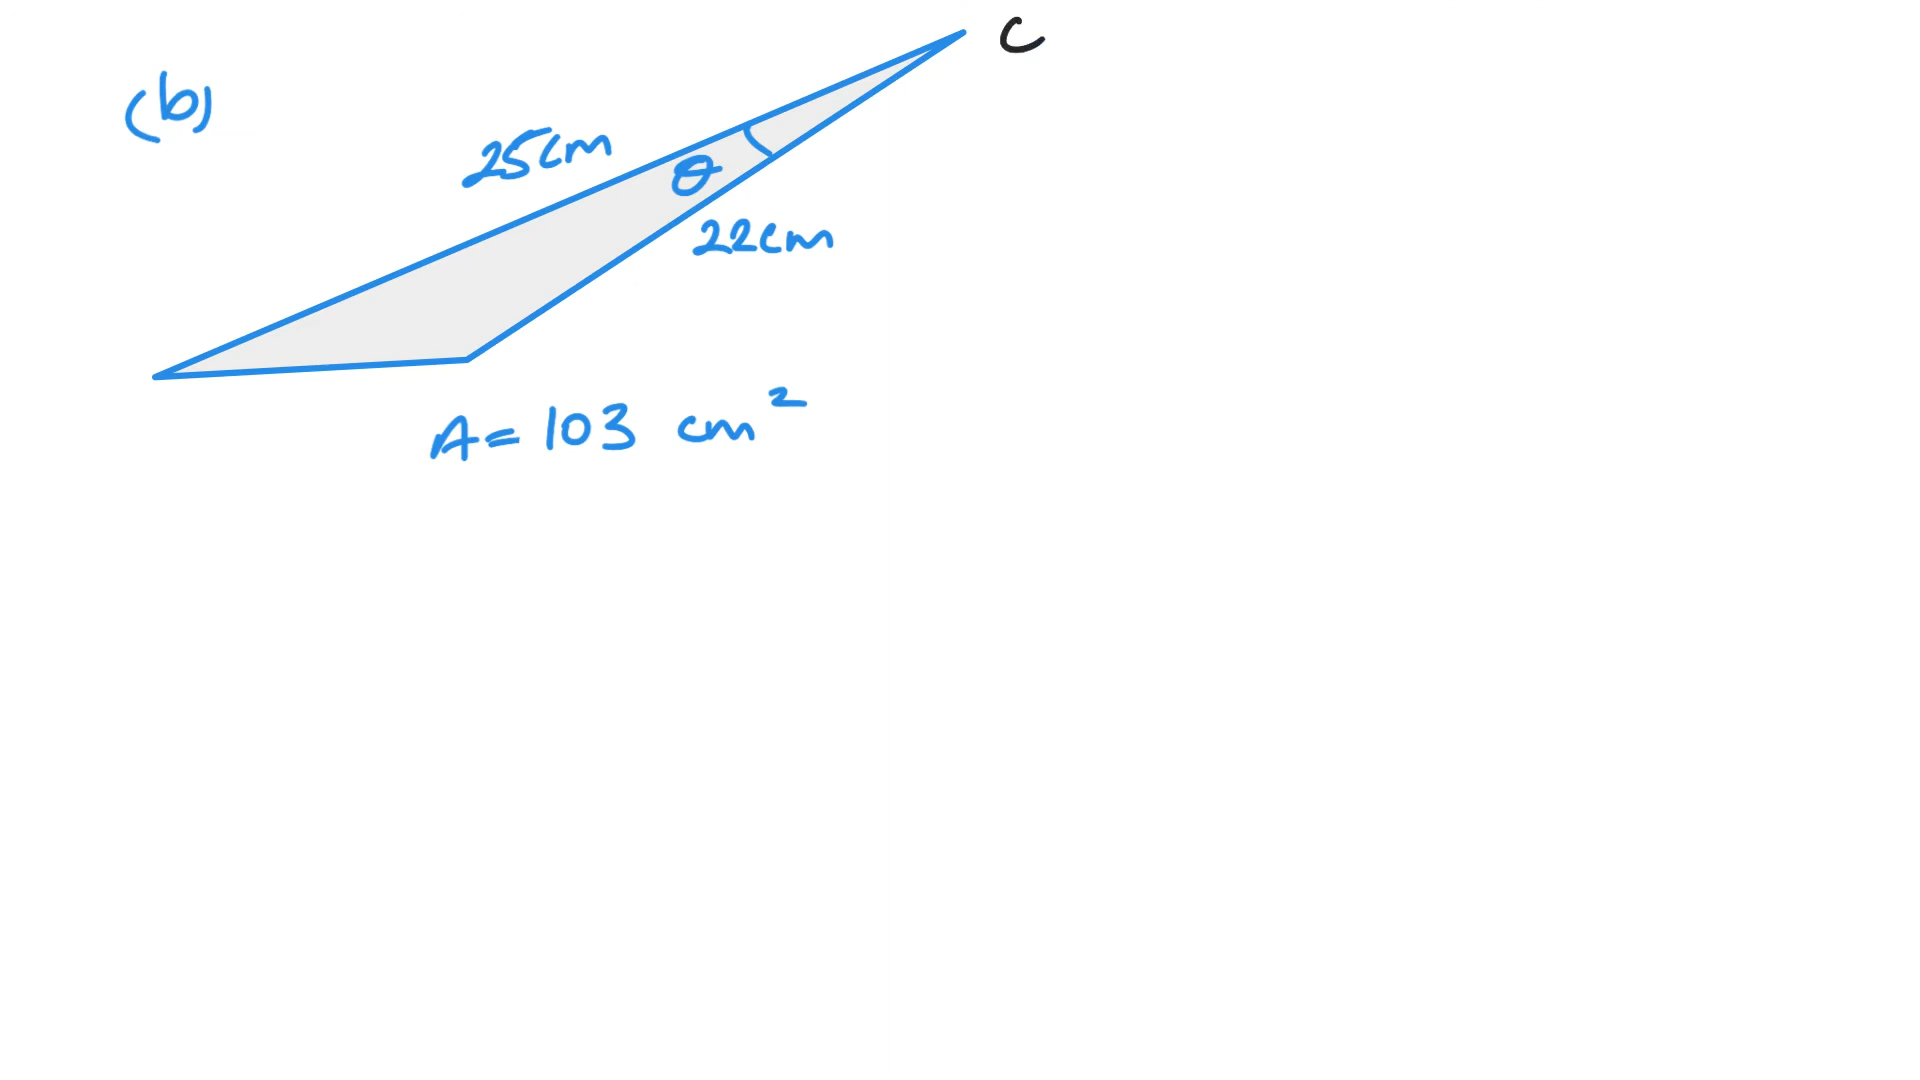 C
(b)
25cm
θ
22cm
A= 103 cm²